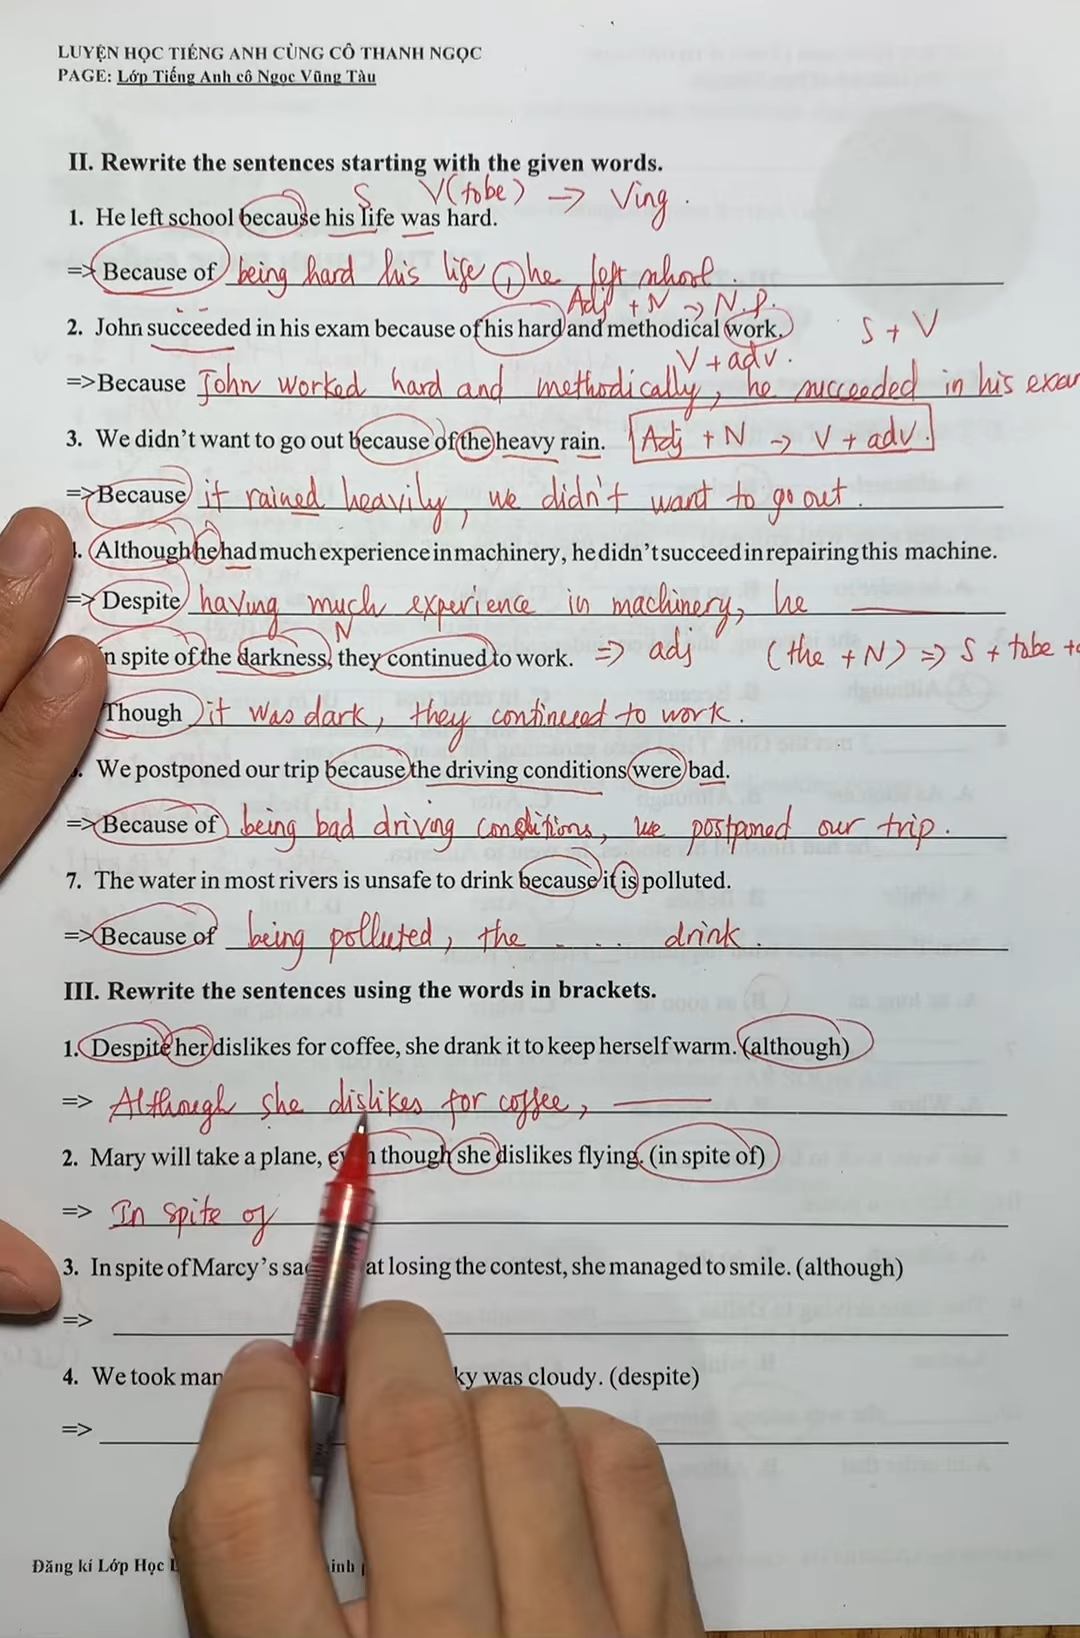 LUYỆN HỌC TIẾNG ANH CÙNG CÔ THANH NGỌC
PAGE: Lớp Tiếng Anh cô Ngọc Vũng Tàu
II. Rewrite the sentences starting with the given words.
S V(tobe) -> Ving.
1. He left school because his life was hard.
=> Because of being hard his life, he left school.
Adj + N -> N.p.
2. John succeeded in his exam because of his hard and methodical work. S + V
V + adv.
=>Because John worked hard and methodically, he succeeded in his exam
3. We didn't want to go out because of the heavy rain. Adj + N -> V + adv.
=>Because it rained heavily, we didn't want to go out.
Although he had much experience in machinery, he didn't succeed in repairing this machine.
=> Despite having much experience in machinery, he
N
n spite of the darkness, they continued to work. => adj (the + N) => S + tobe +
Though it was dark, they continued to work.
We postponed our trip because the driving conditions were bad.
=> Because of being bad driving conditions, we postponed our trip.
7. The water in most rivers is unsafe to drink because it is polluted.
=> Because of being polluted, the .... drink.
III. Rewrite the sentences using the words in brackets.
1. Despite her dislikes for coffee, she drank it to keep herself warm. (although)
=> Although she dislikes for coffee,
2. Mary will take a plane, even though she dislikes flying. (in spite of)
=> In spite of
3. In spite of Marcy's sa at losing the contest, she managed to smile. (although)
=>
4. We took man ky was cloudy. (despite)
=>
Đăng kí Lớp Học